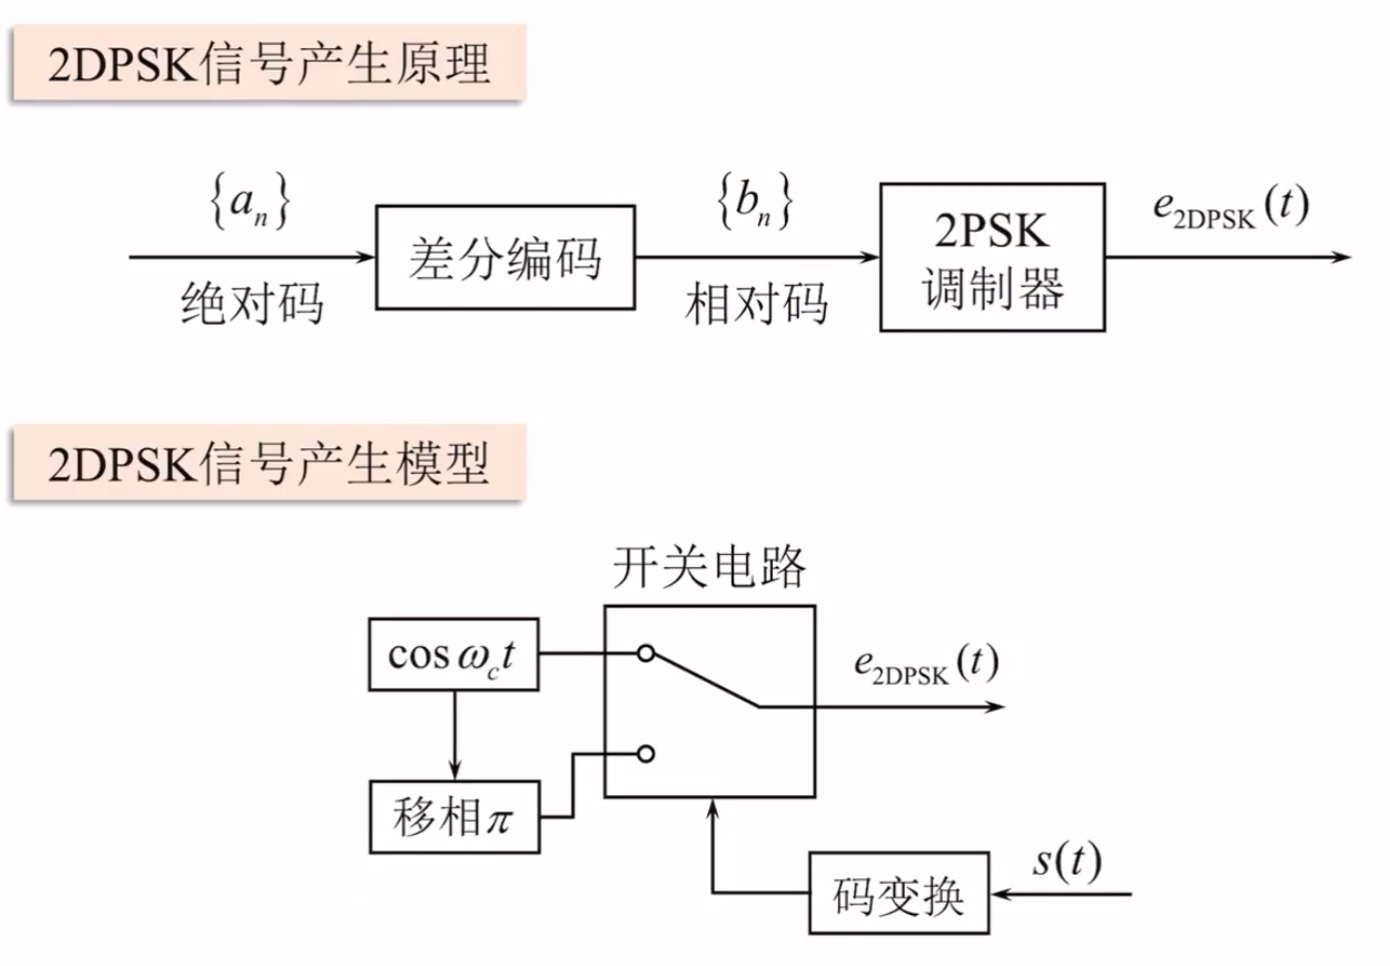 2DPSK信号产生原理
{aₙ}
绝对码
差分编码
{bₙ}
相对码
2PSK
调制器
e₂DPSK(t)
2DPSK信号产生模型
开关电路
cos ω_c t
移相π
e₂DPSK(t)
码变换
s(t)